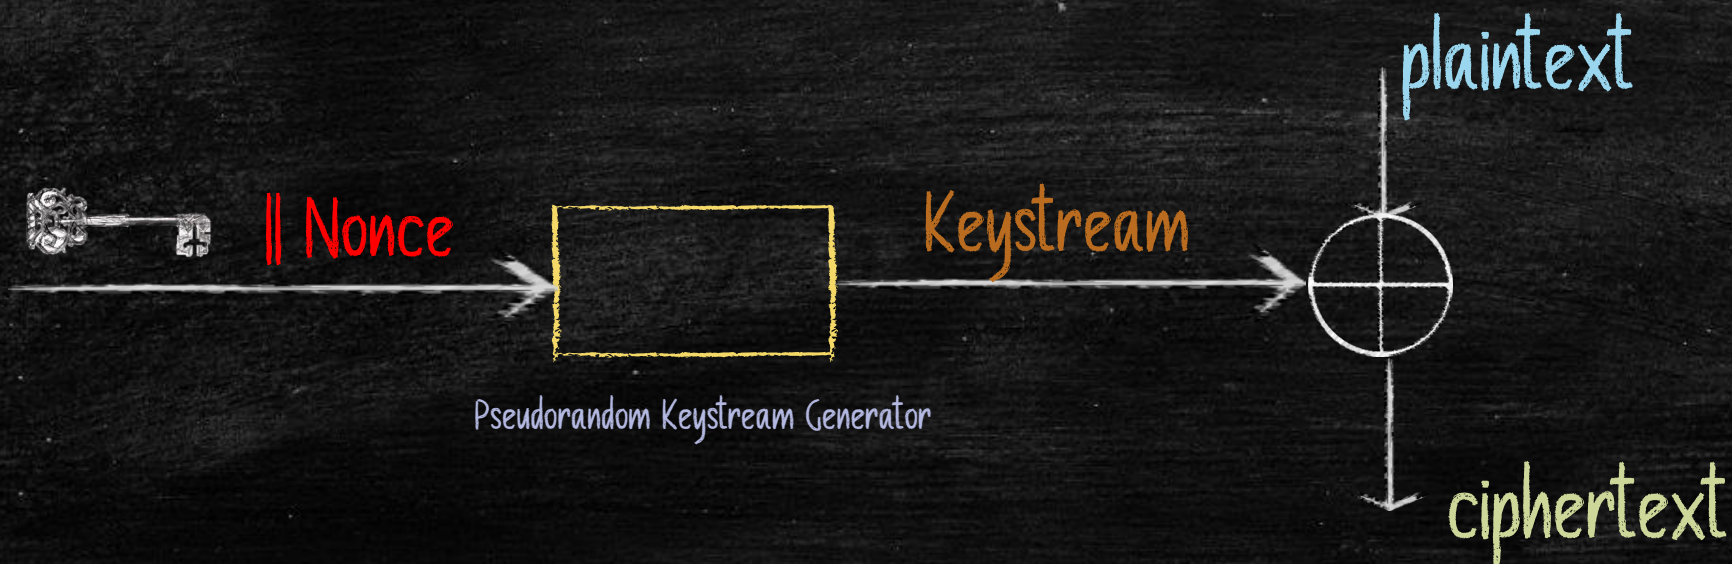 plaintext
|| Nonce
Keystream
Pseudorandom Keystream Generator
ciphertext